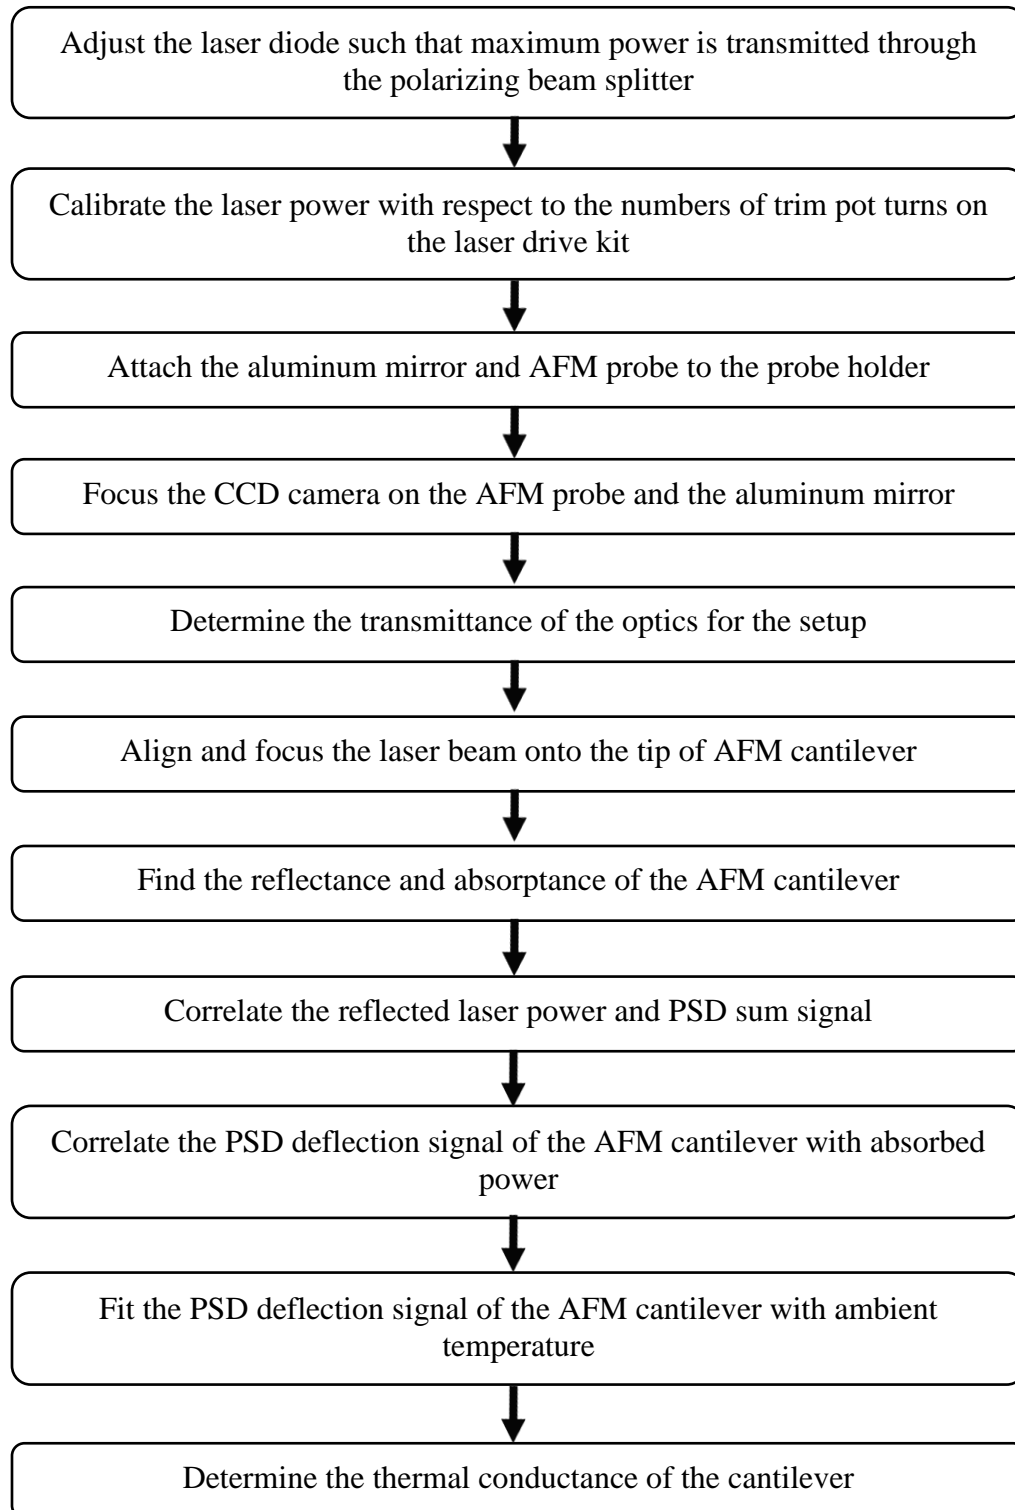 Adjust the laser diode such that maximum power is transmitted through
the polarizing beam splitter
Calibrate the laser power with respect to the numbers of trim pot turns on
the laser drive kit
Attach the aluminum mirror and AFM probe to the probe holder
Focus the CCD camera on the AFM probe and the aluminum mirror
Determine the transmittance of the optics for the setup
Align and focus the laser beam onto the tip of AFM cantilever
Find the reflectance and absorptance of the AFM cantilever
Correlate the reflected laser power and PSD sum signal
Correlate the PSD deflection signal of the AFM cantilever with absorbed
power
Fit the PSD deflection signal of the AFM cantilever with ambient
temperature
Determine the thermal conductance of the cantilever